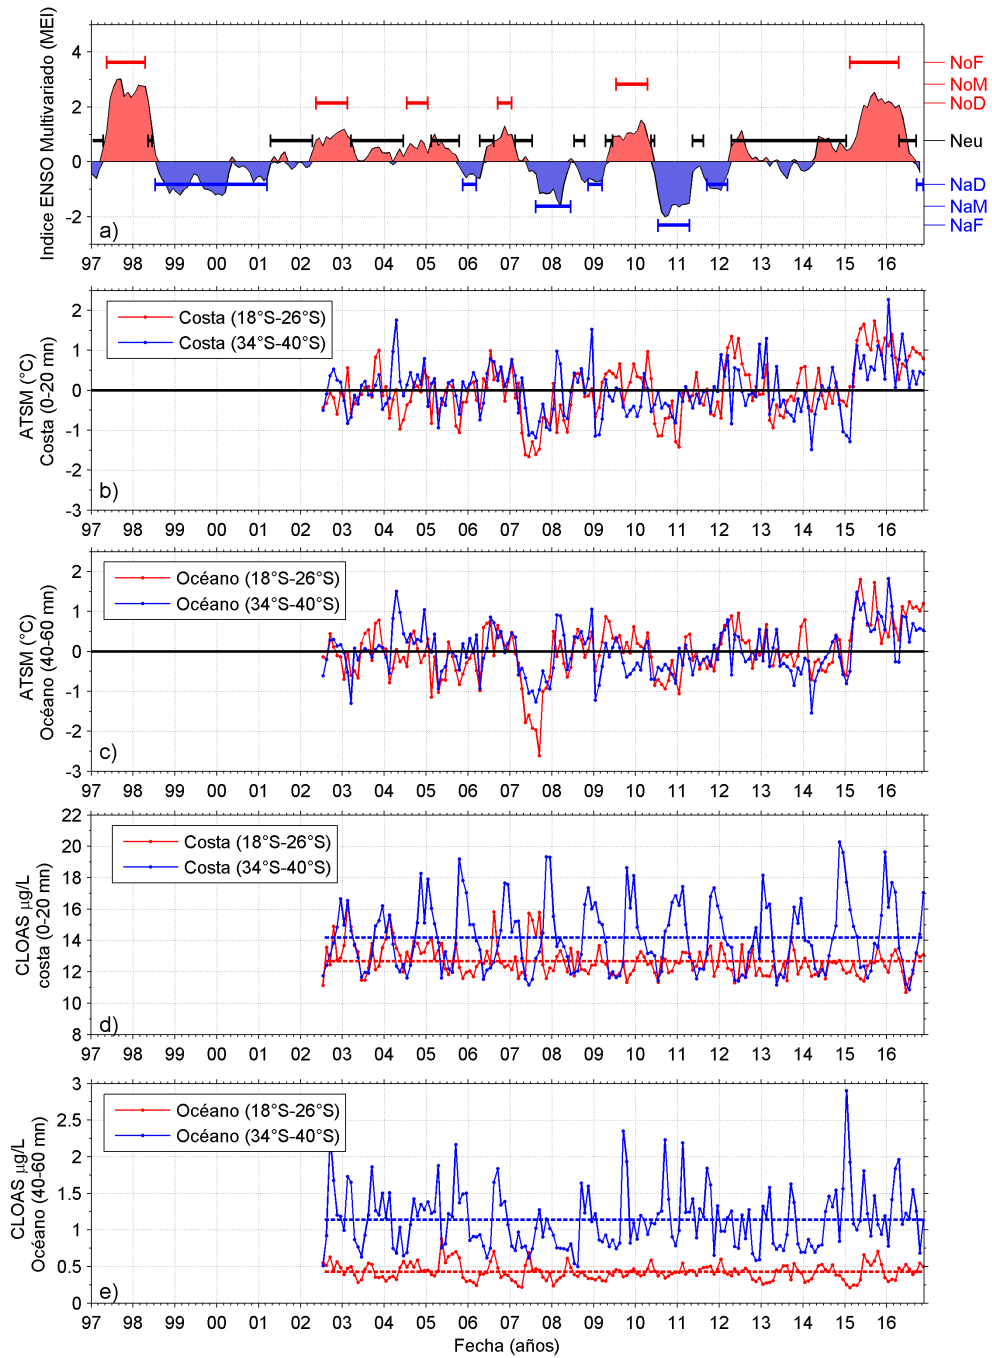 Indice ENSO Multivariado (MEI)
4
2
0
-2
a)
NoF
NoM
NoD
Neu
NaD
NaM
NaF
97 98 99 00 01 02 03 04 05 06 07 08 09 10 11 12 13 14 15 16
ATSM (°C)
Costa (0-20 mn)
2
1
0
-1
-2
-3
Costa (18°S-26°S)
Costa (34°S-40°S)
b)
97 98 99 00 01 02 03 04 05 06 07 08 09 10 11 12 13 14 15 16
ATSM (°C)
Océano (40-60 mn)
2
1
0
-1
-2
-3
Océano (18°S-26°S)
Océano (34°S-40°S)
c)
97 98 99 00 01 02 03 04 05 06 07 08 09 10 11 12 13 14 15 16
CLOAS µg/L
costa (0-20 mn)
22
20
18
16
14
12
10
8
Costa (18°S-26°S)
Costa (34°S-40°S)
d)
97 98 99 00 01 02 03 04 05 06 07 08 09 10 11 12 13 14 15 16
CLOAS µg/L
Océano (40-60 mn)
3
2.5
2
1.5
1
0.5
0
Océano (18°S-26°S)
Océano (34°S-40°S)
e)
97 98 99 00 01 02 03 04 05 06 07 08 09 10 11 12 13 14 15 16
Fecha (años)